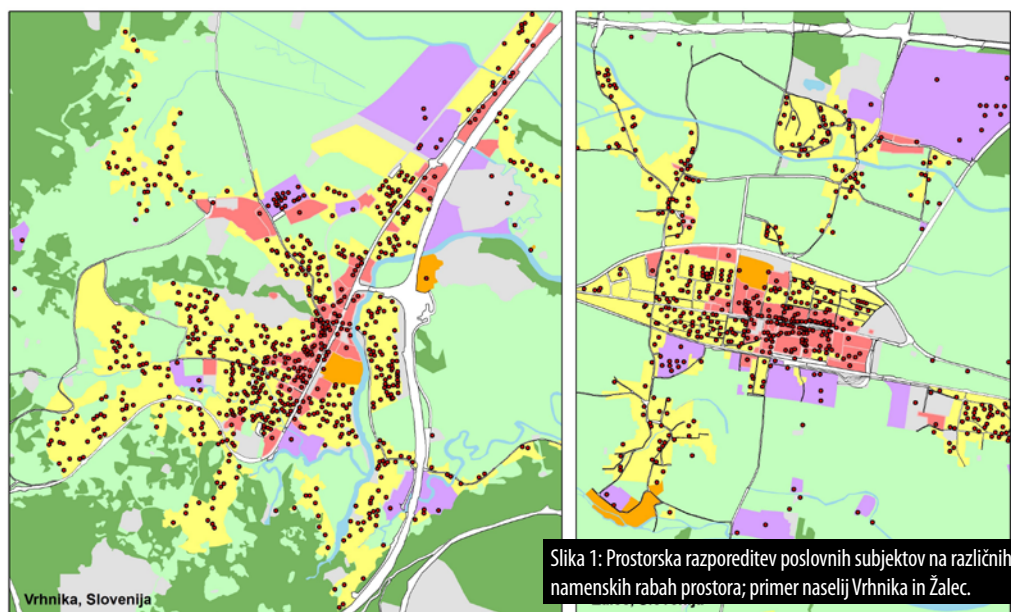 Vrhnika, Slovenija
Slika 1: Prostorska razporeditev poslovnih subjektov na različnih
namenskih rabah prostora; primer naselij Vrhnika in Žalec.